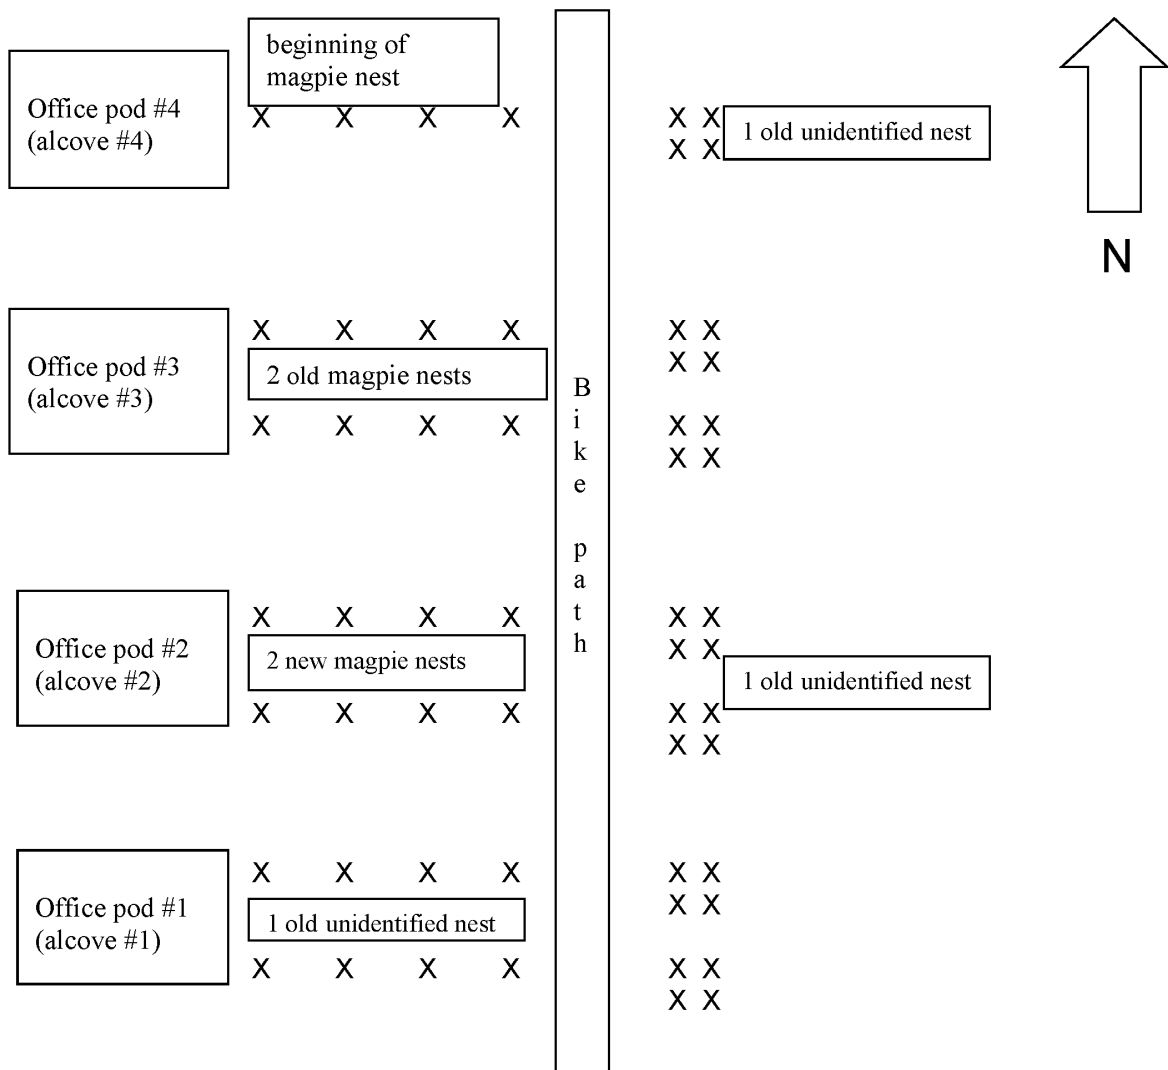 beginning of
magpie nest
Office pod #4
(alcove #4)
X X X X
X X
X X
1 old unidentified nest
N
Office pod #3
(alcove #3)
X X X X
2 old magpie nests
X X X X
X X
X X
X X
X X
Bike path
Office pod #2
(alcove #2)
X X X X
2 new magpie nests
X X X X
X X
X X
1 old unidentified nest
X X
X X
Office pod #1
(alcove #1)
X X X X
1 old unidentified nest
X X X X
X X
X X
X X
X X